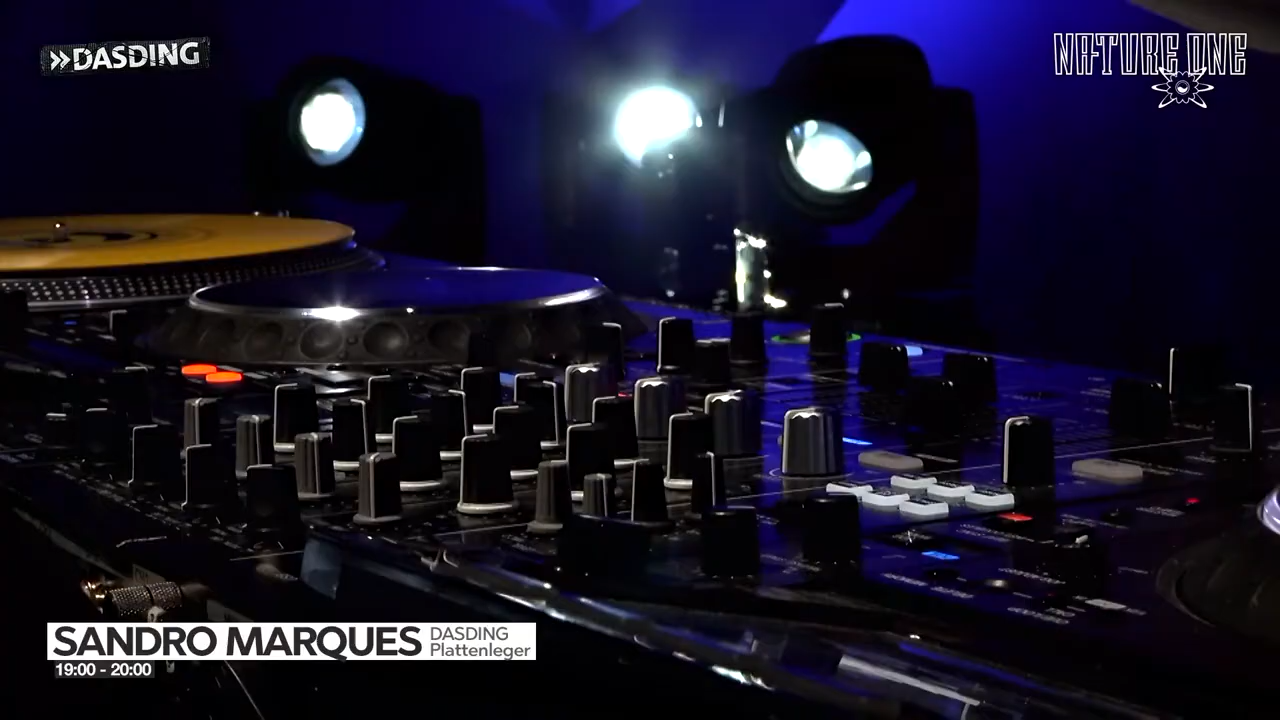 »DASDING
NATURE ONE
SANDRO MARQUES
DASDING
Plattenleger
19:00 - 20:00